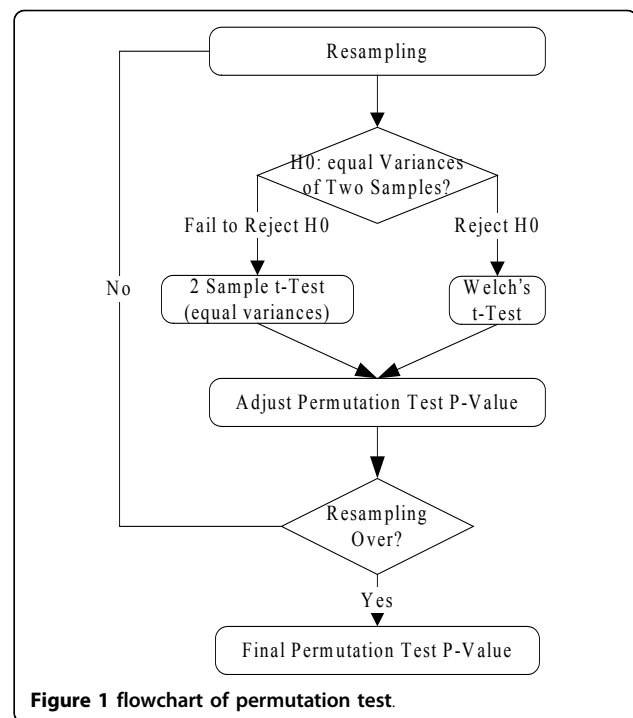 Resampling
H0: equal Variances
of Two Samples?
Fail to Reject H0
Reject H0
No
2 Sample t-Test
(equal variances)
Welch's
t-Test
Adjust Permutation Test P-Value
Resampling
Over?
Yes
Final Permutation Test P-Value
Figure 1 flowchart of permutation test.